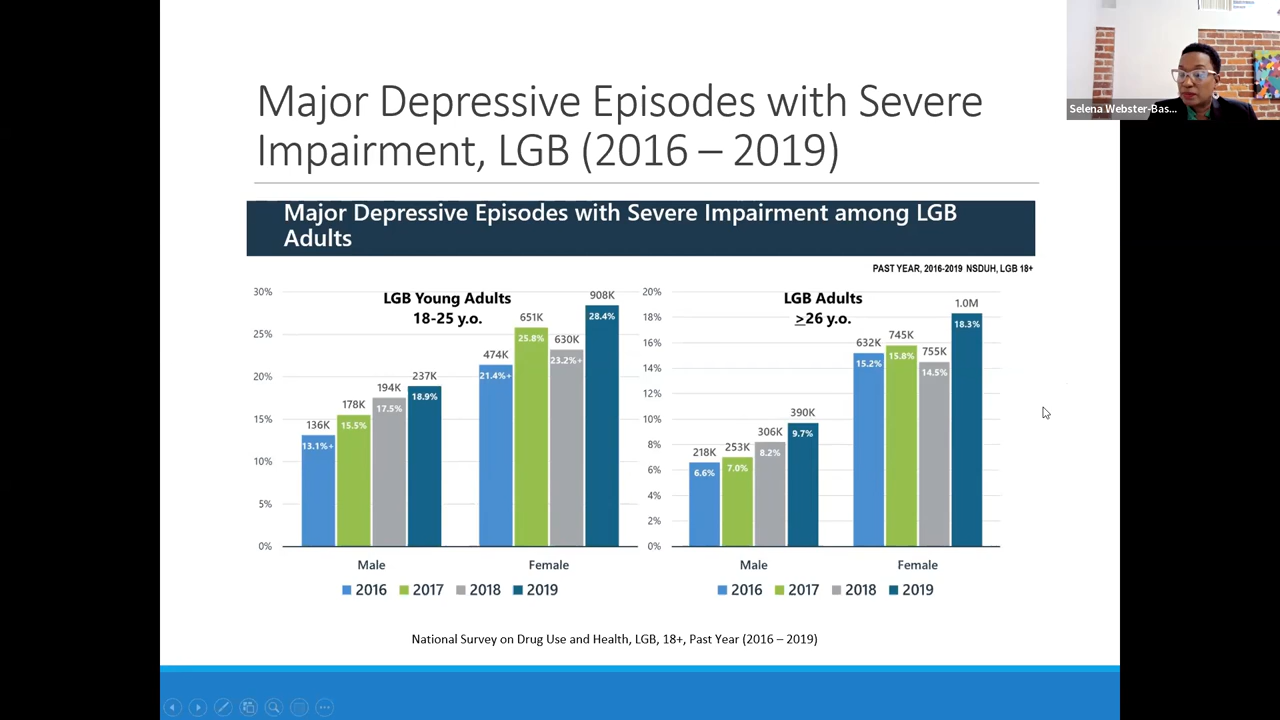 Major Depressive Episodes with Severe
Impairment, LGB (2016 – 2019)
Selena Webster-Bas...
Major Depressive Episodes with Severe Impairment among LGB
Adults
PAST YEAR, 2016-2019 NSDUH, LGB 18+
LGB Young Adults
18-25 y.o.
30%
25%
20%
15%
10%
5%
0%
136K
13.1%+
178K
15.5%
194K
17.5%
237K
18.9%
474K
21.4%+
651K
25.8%
630K
23.2%+
908K
28.4%
Male
Female
2016 2017 2018 2019
LGB Adults
>26 y.o.
20%
18%
16%
14%
12%
10%
8%
6%
4%
2%
0%
218K
6.6%
253K
7.0%
306K
8.2%
390K
9.7%
632K
15.2%
745K
15.8%
755K
14.5%
1.0M
18.3%
Male
Female
2016 2017 2018 2019
National Survey on Drug Use and Health, LGB, 18+, Past Year (2016 – 2019)